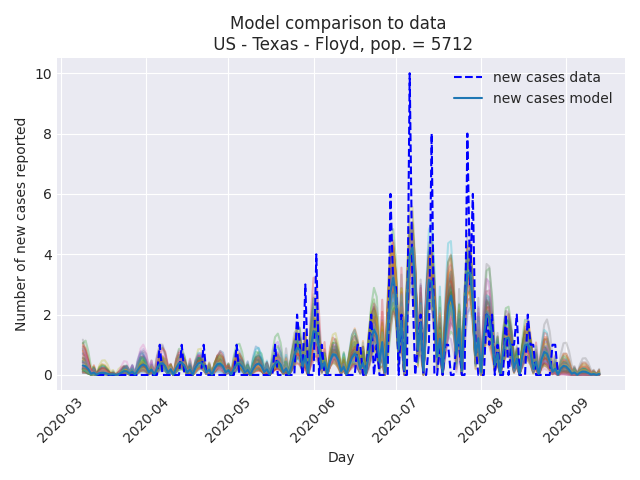 Model comparison to data
US - Texas - Floyd, pop. = 5712
new cases data
new cases model
Number of new cases reported
10
8
6
4
2
0
2020-03
2020-04
2020-05
2020-06
2020-07
2020-08
2020-09
Day